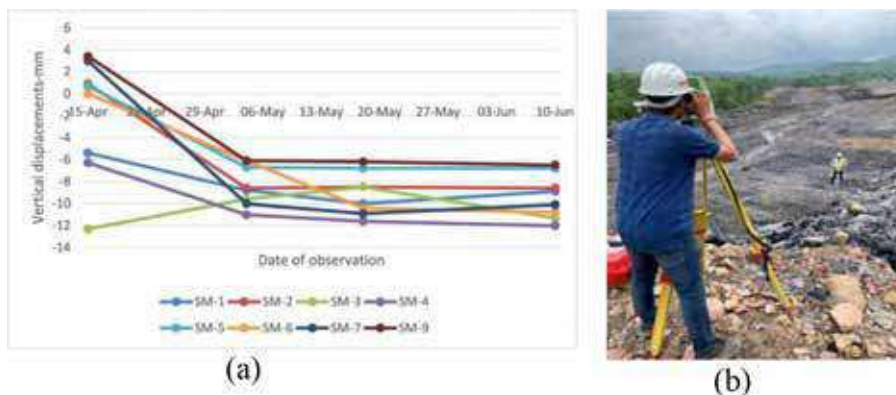 6
4
2
0
15-Apr 22-Apr 29-Apr 06-May 13-May 20-May 27-May 03-Jun 10-Jun
-2
-4
-6
-8
-10
-12
-14
Vertical displacements-mm
Date of observation
SM-1 SM-2 SM-3 SM-4
SM-5 SM-6 SM-7 SM-9
(a)
(b)